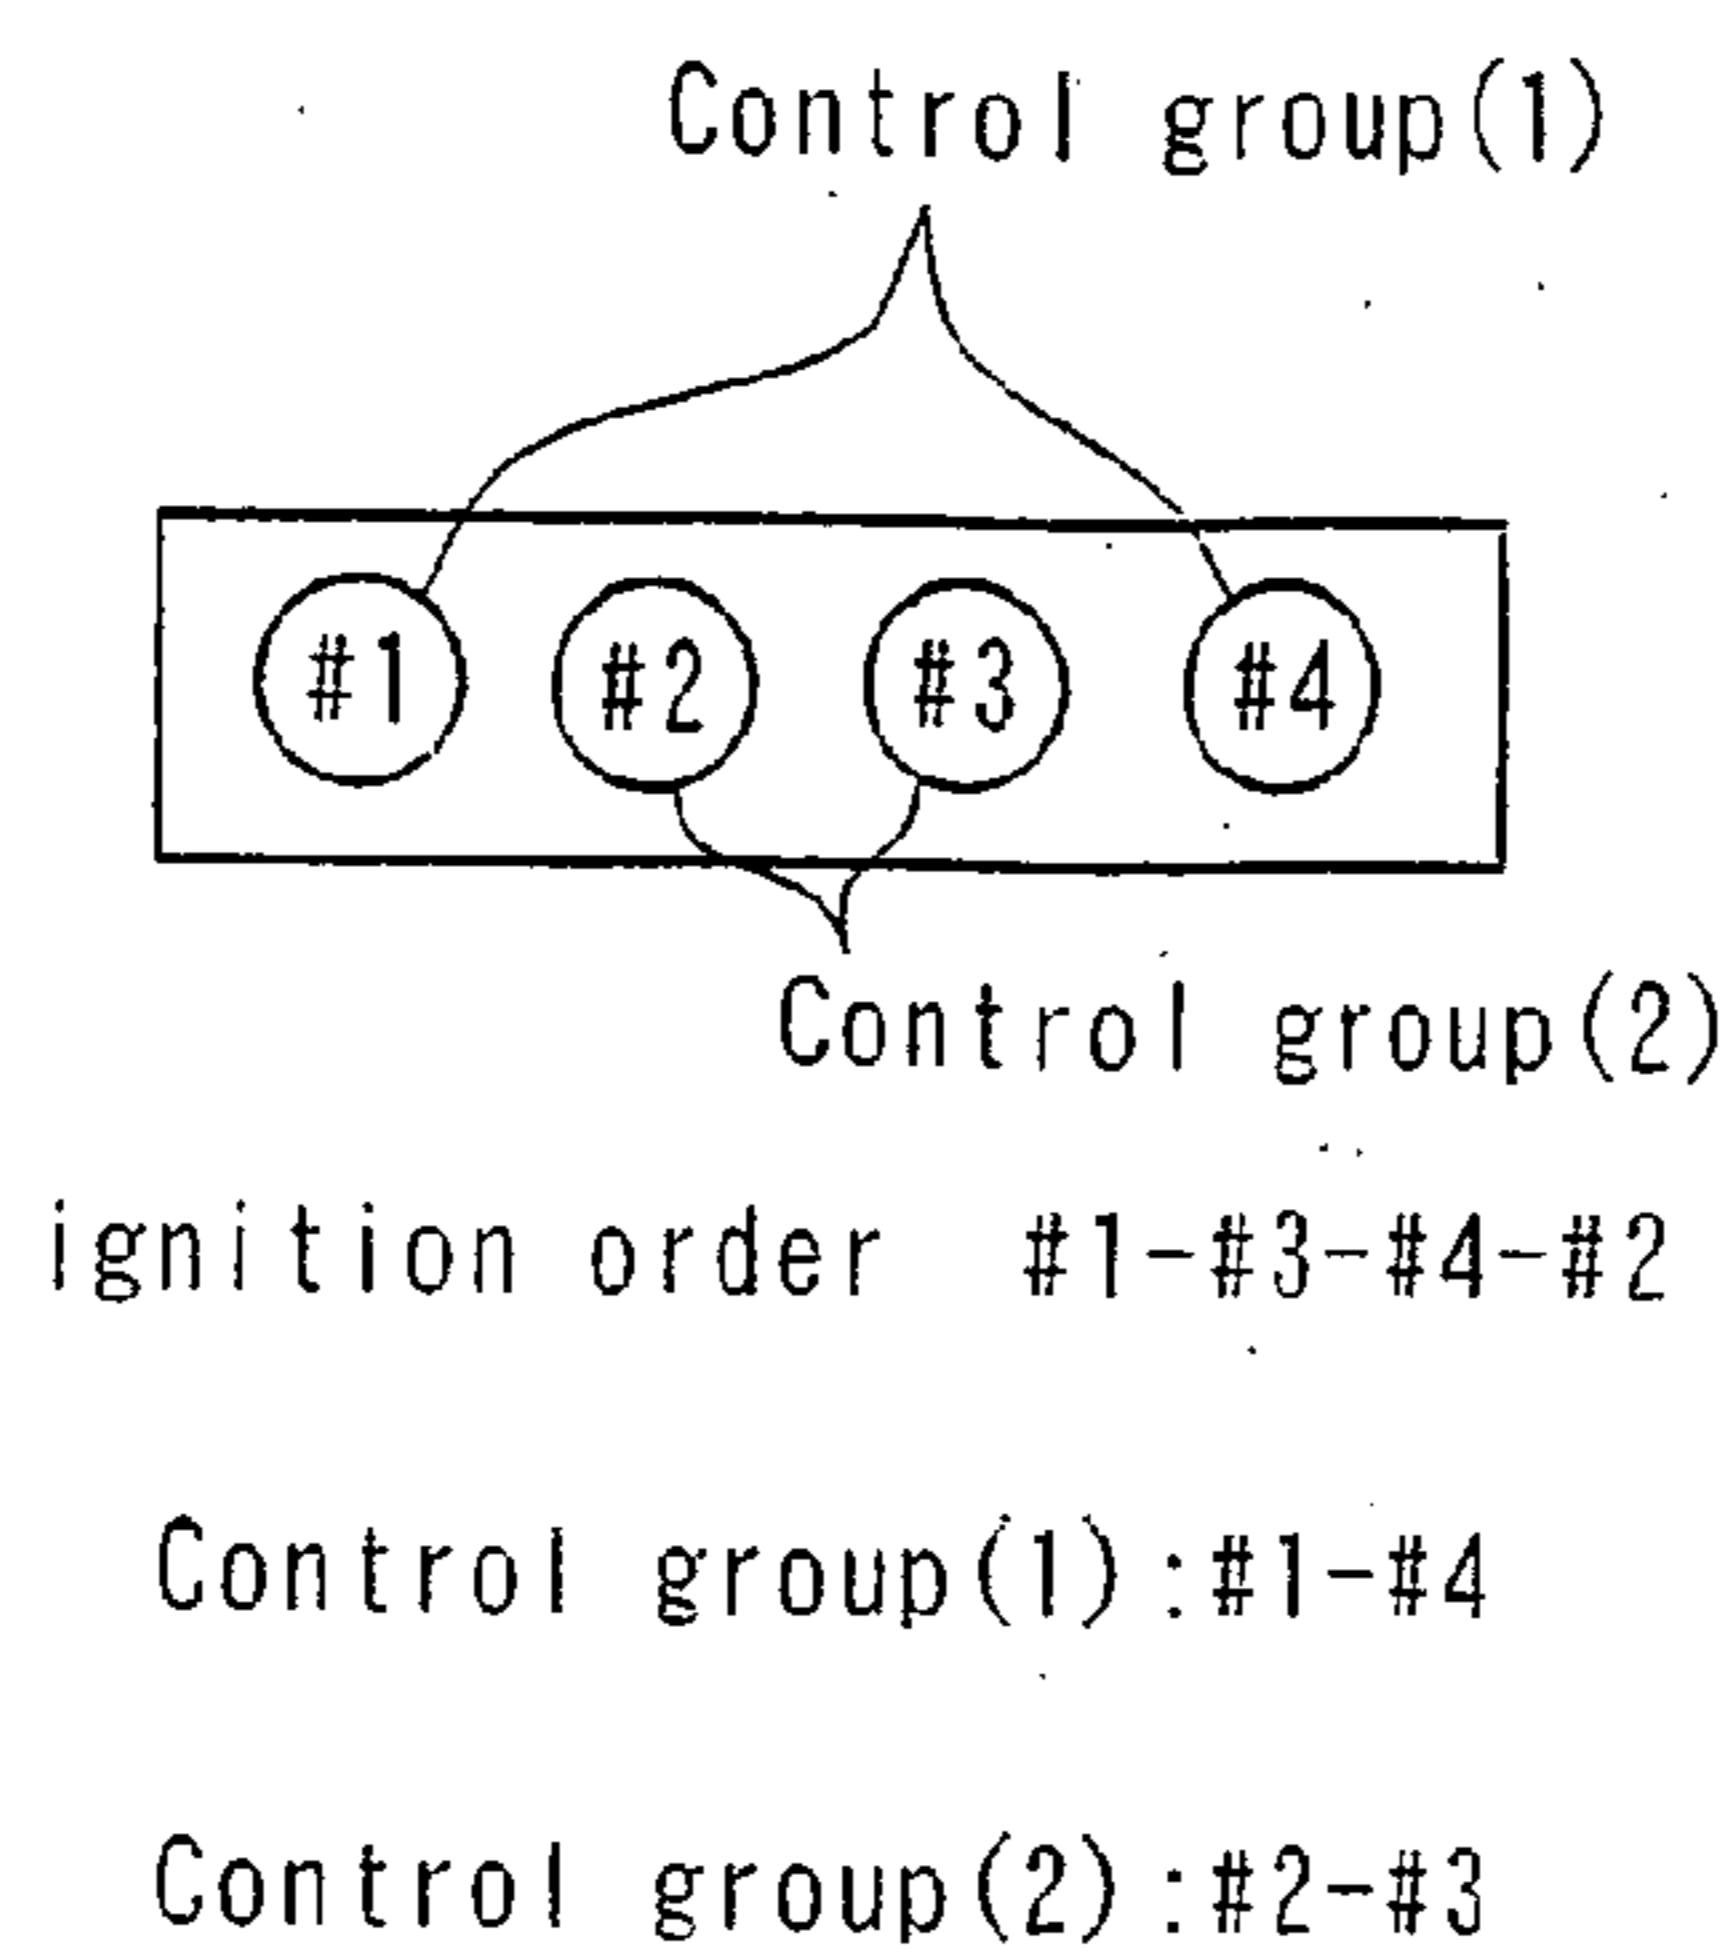 Control group(1)
#1 #2 #3 #4
Control group(2)
ignition order #1-#3-#4-#2
Control group(1):#1-#4
Control group(2):#2-#3